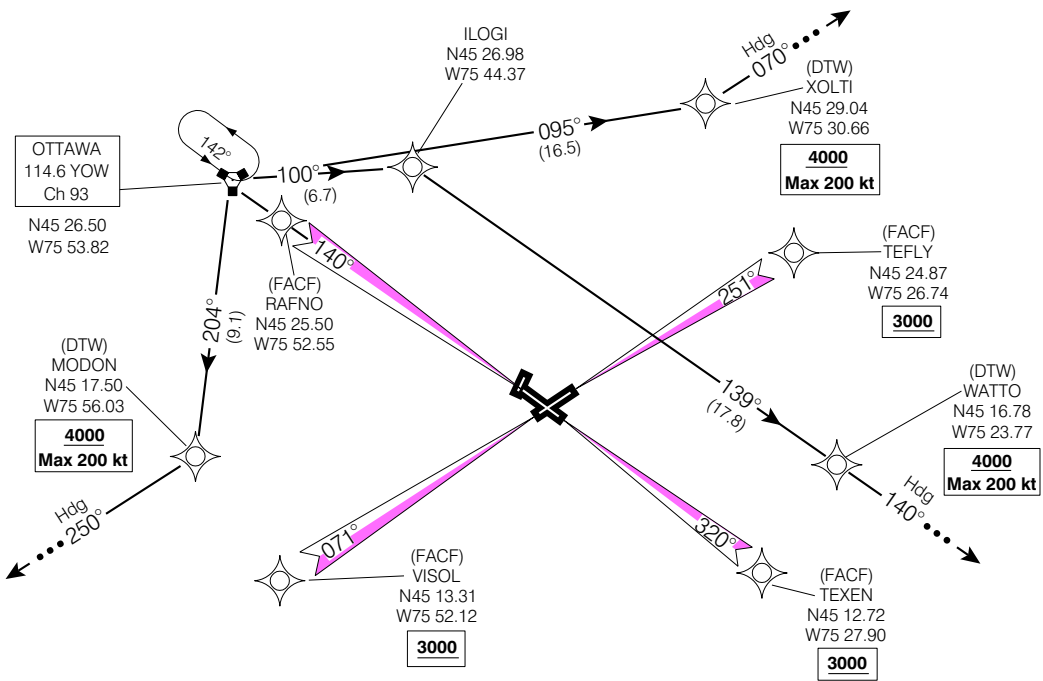 ILOGI
N45 26.98
W75 44.37
Hdg
070°
(DTW)
XOLTI
N45 29.04
W75 30.66
4000
Max 200 kt
095°
(16.5)
142°
OTTAWA
114.6 YOW
Ch 93
N45 26.50
W75 53.82
100°
(6.7)
(FACF)
TEFLY
N45 24.87
W75 26.74
3000
140°
251°
(FACF)
RAFNO
N45 25.50
W75 52.55
204°
(9.1)
(DTW)
MODON
N45 17.50
W75 56.03
4000
Max 200 kt
139°
(17.8)
(DTW)
WATTO
N45 16.78
W75 23.77
4000
Max 200 kt
Hdg
140°
Hdg
250°
071°
320°
(FACF)
VISOL
N45 13.31
W75 52.12
3000
(FACF)
TEXEN
N45 12.72
W75 27.90
3000